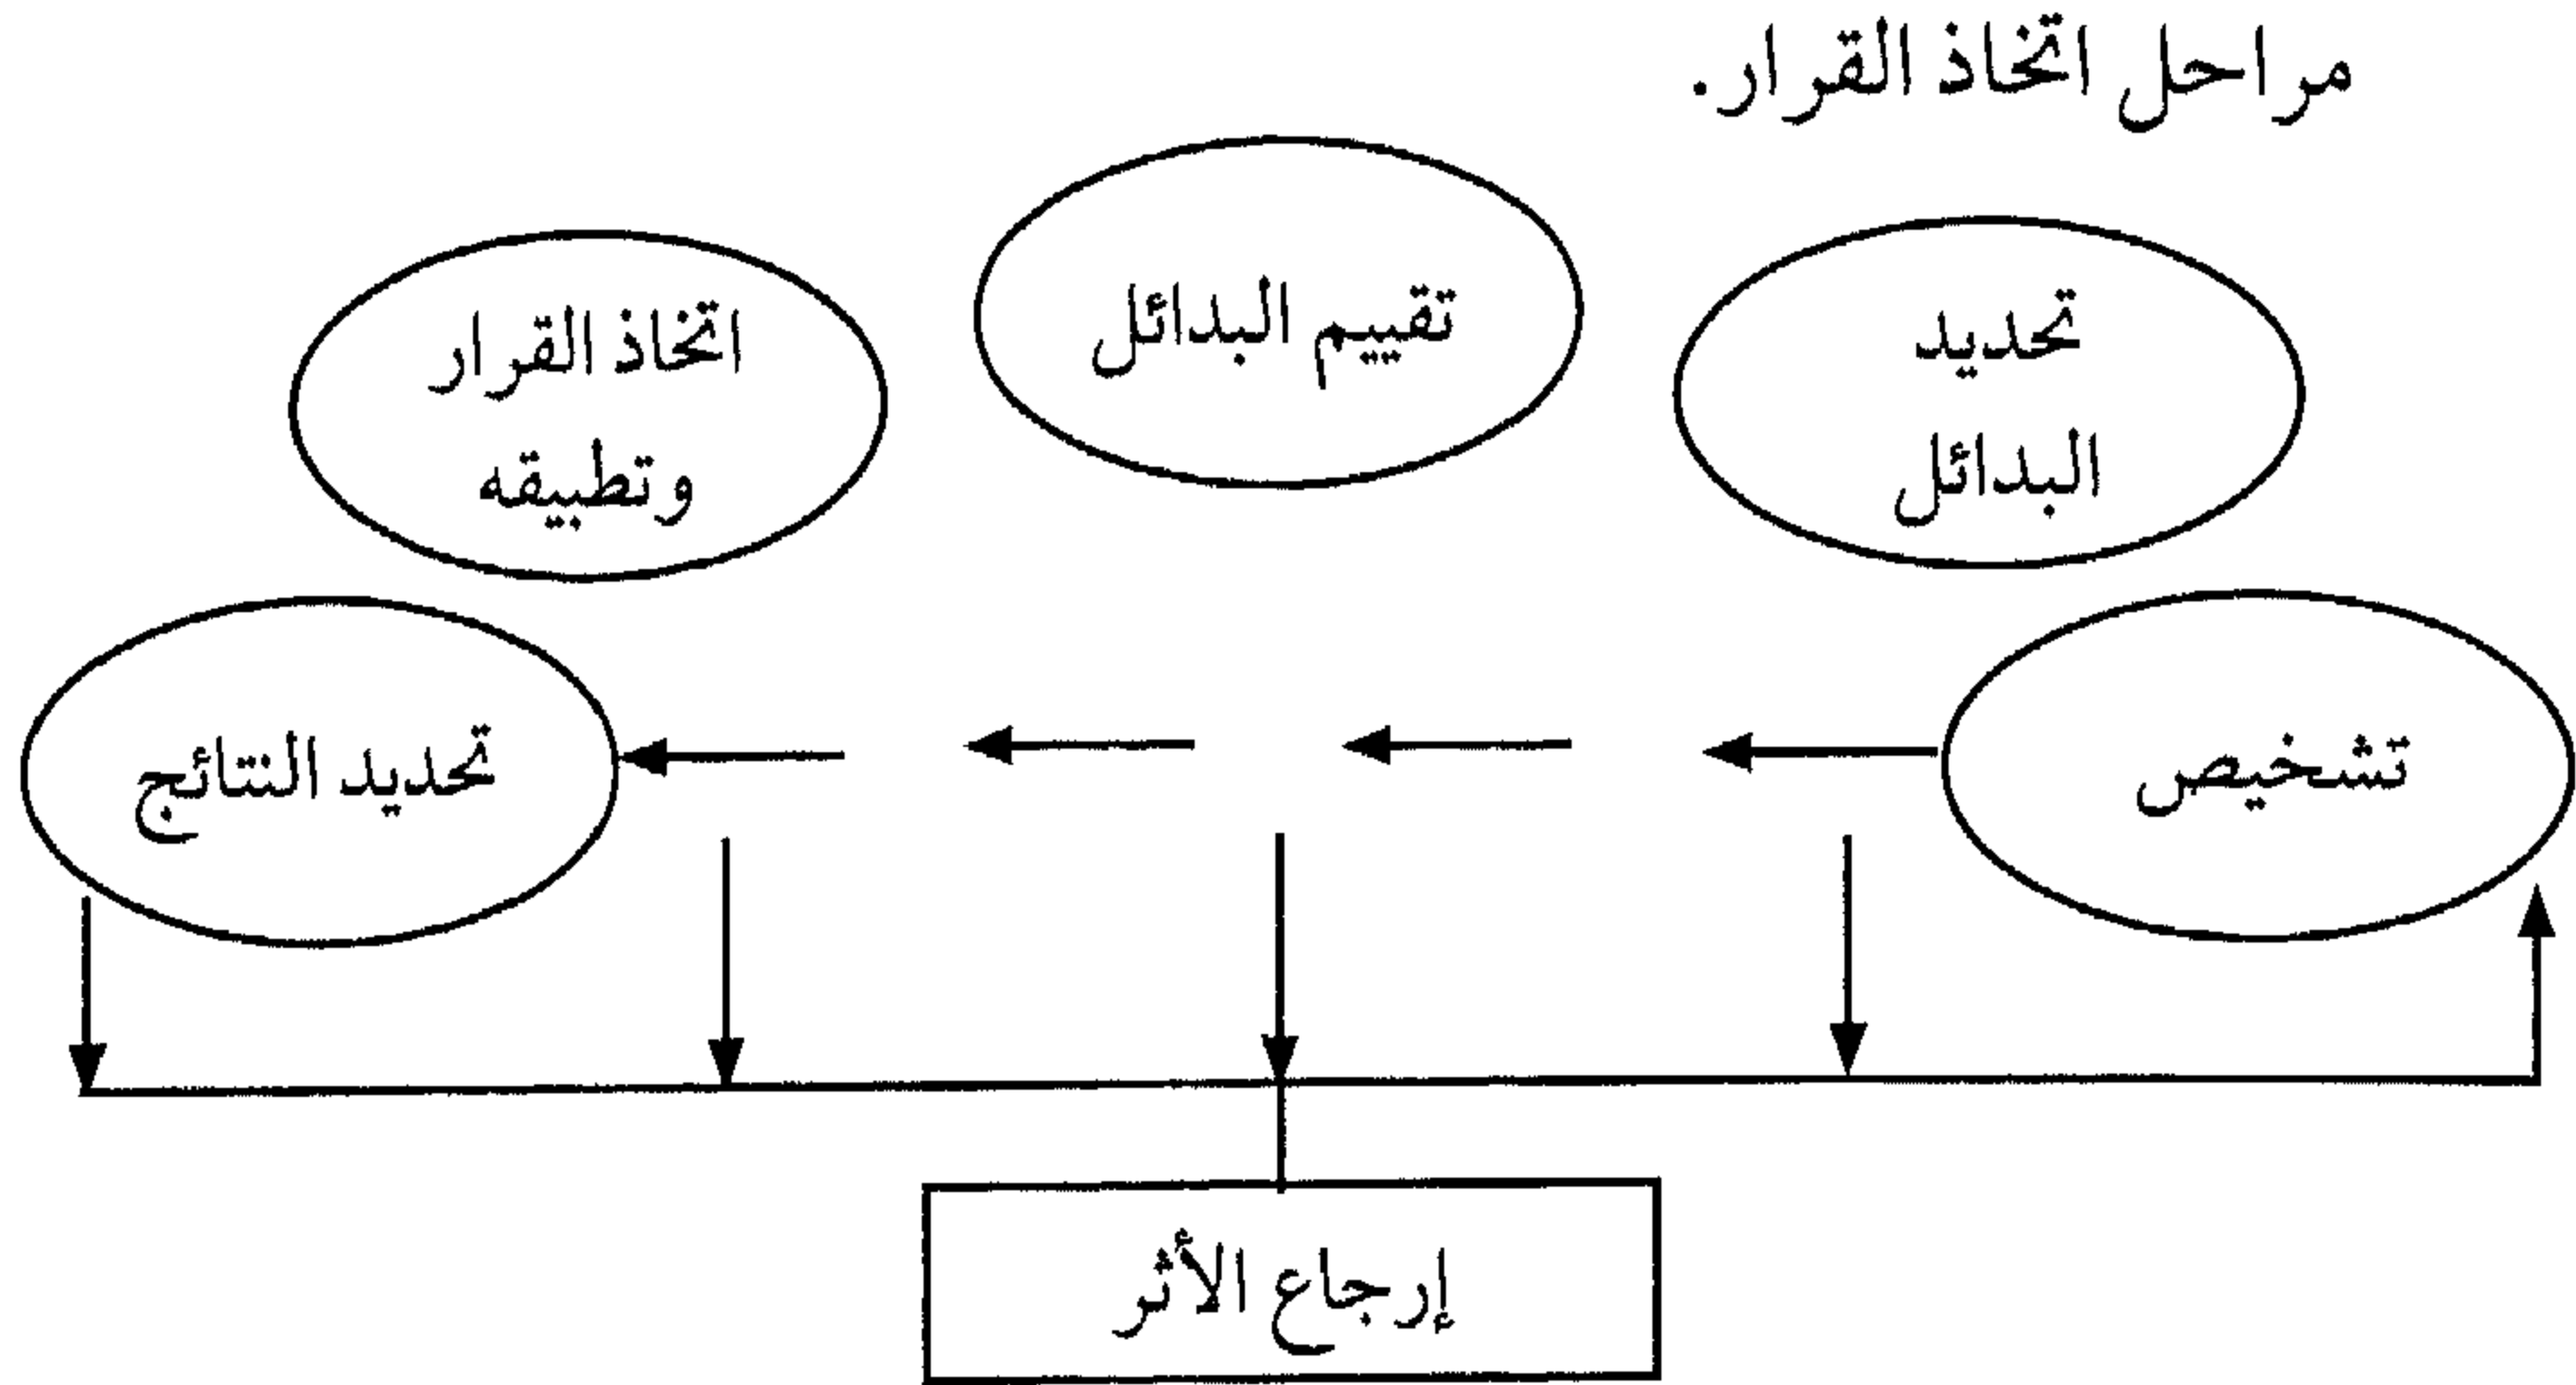 مراحل اتخاذ القرار.
تحديد
البدائل
تقييم البدائل
اتخاذ القرار
وتطبيقه
تشخيص
تحديد النتائج
إرجاع الأثر